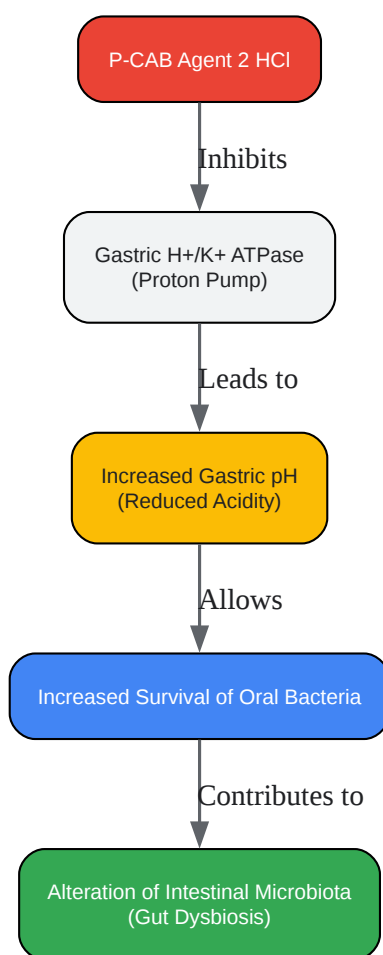 P-CAB Agent 2 HCl
Inhibits
Gastric H+/K+ ATPase
(Proton Pump)
Leads to
Increased Gastric pH
(Reduced Acidity)
Allows
Increased Survival of Oral Bacteria
Contributes to
Alteration of Intestinal Microbiota
(Gut Dysbiosis)